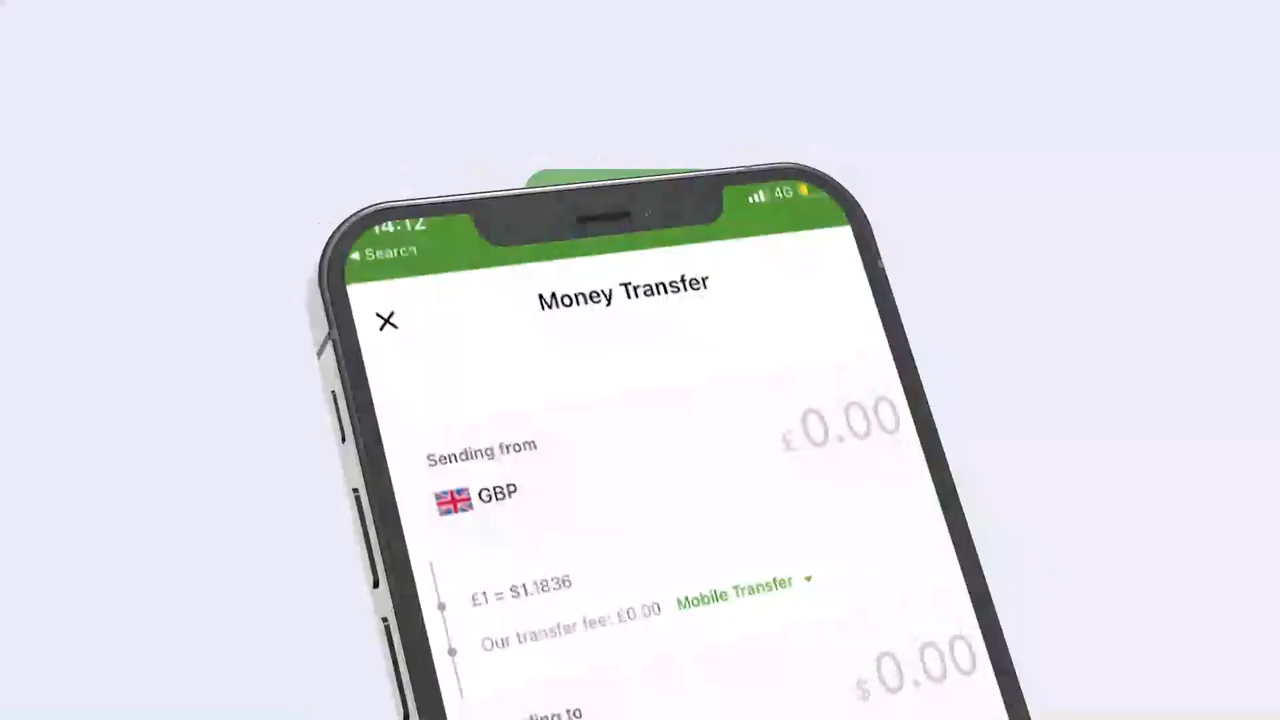 14:12
4G
◀ Search
Money Transfer
£0.00
Sending from
GBP
£1 = $1.1836
Our transfer fee: £0.00 Mobile Transfer
$0.00
to